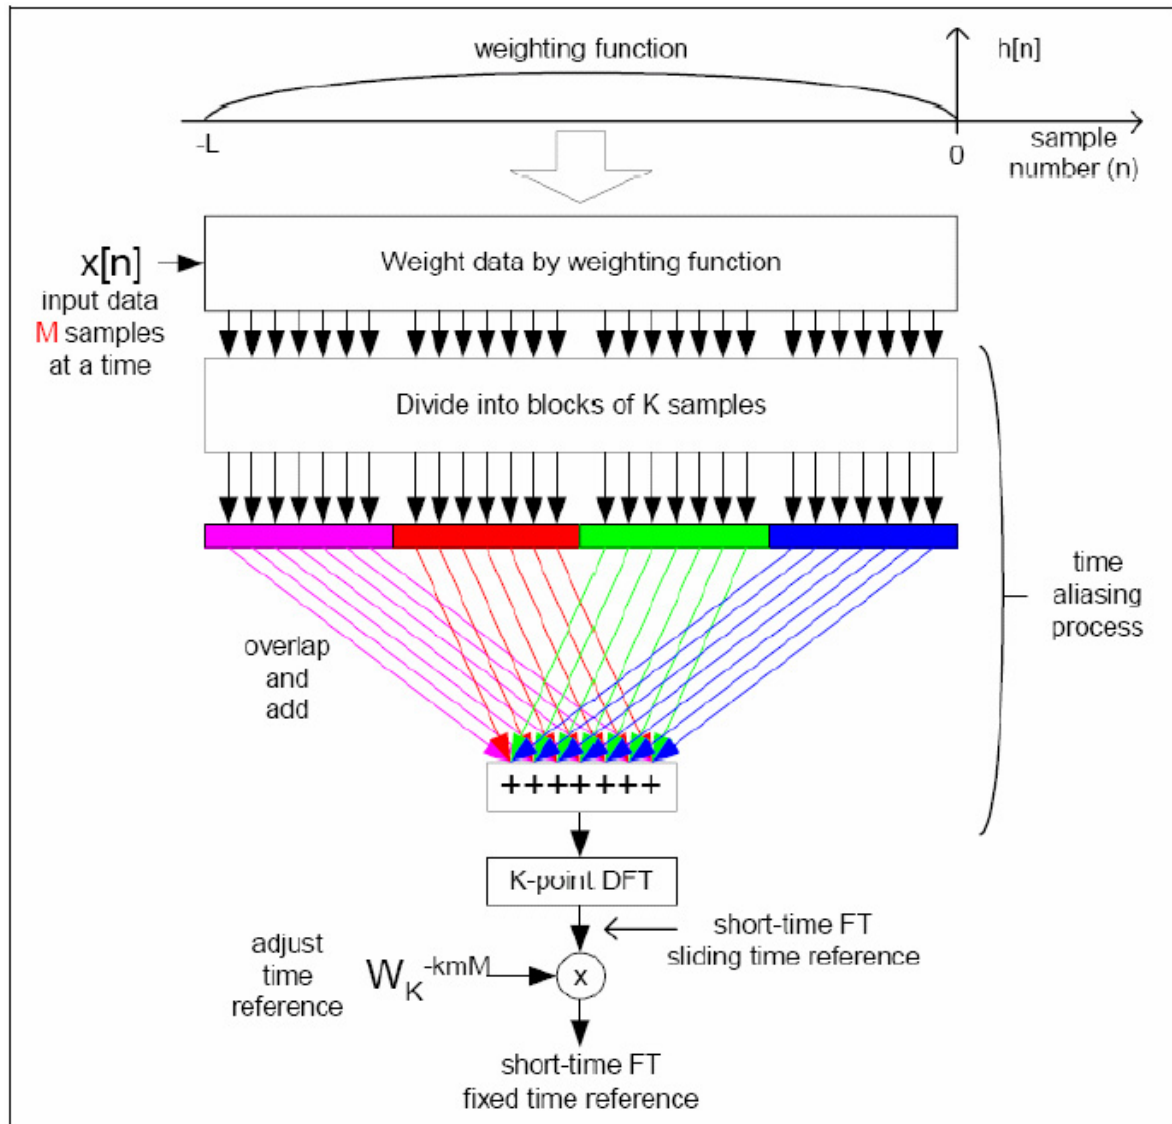 weighting function
h[n]
-L
0
sample
number (n)
Weight data by weighting function
x[n]
input data
M samples
at a time
Divide into blocks of K samples
time
aliasing
process
overlap
and
add
+++++++
K-point DFT
short-time FT
sliding time reference
adjust
time
reference
W_K^-kmM
x
short-time FT
fixed time reference